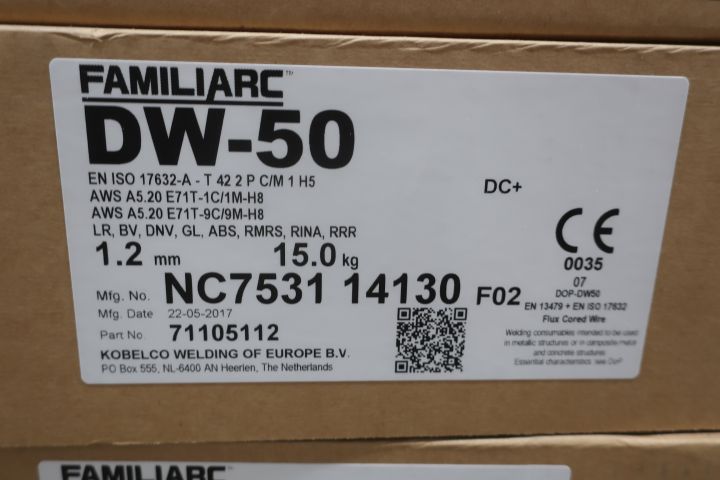 FAMILIARC™
DW-50
EN ISO 17632-A - T 42 2 P C/M 1 H5
AWS A5.20 E71T-1C/1M-H8
AWS A5.20 E71T-9C/9M-H8
LR, BV, DNV, GL, ABS, RMRS, RINA, RRR
DC+
1.2 mm 15.0 kg
CE
0035
07
DOP-DW50
EN 13479 + EN ISO 17632
Flux Cored Wire
Welding consumables intended to be used
in metallic structures or in composite metal
and concrete structures
Essential characteristics: see DoP
Mfg. No. NC7531 14130 F02
Mfg. Date 22-05-2017
Part No. 71105112
KOBELCO WELDING OF EUROPE B.V.
PO Box 555, NL-6400 AN Heerlen, The Netherlands
FAMILIARC